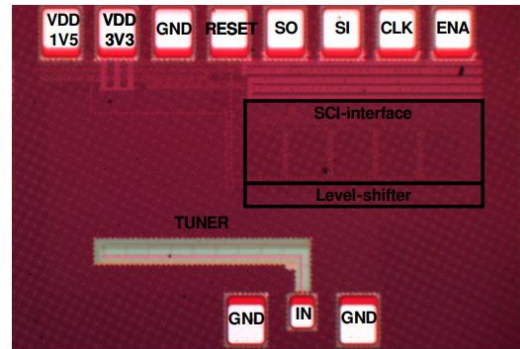 VDD 1V5
VDD 3V3
GND
RESET
SO
SI
CLK
ENA
SCI-interface
Level-shifter
TUNER
GND
IN
GND